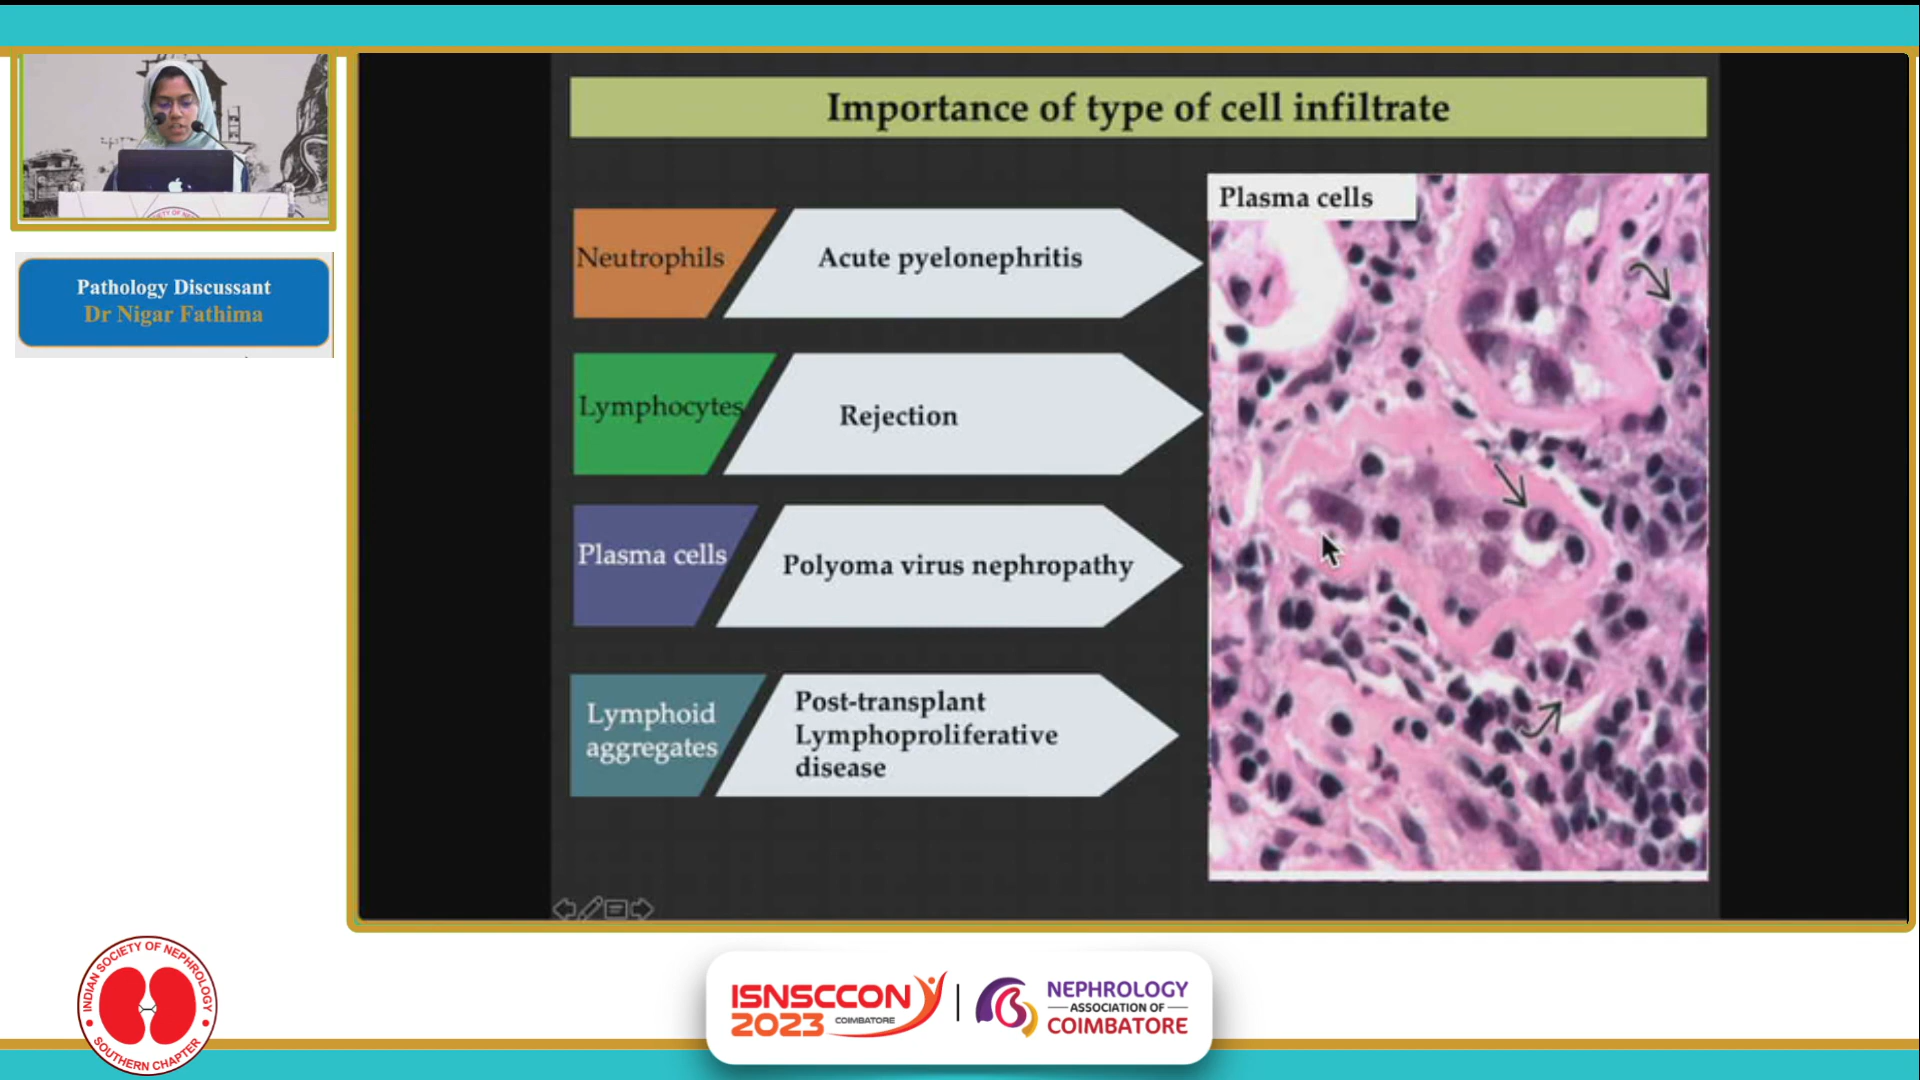 Importance of type of cell infiltrate
Plasma cells
Neutrophils
Acute pyelonephritis
Lymphocytes
Rejection
Plasma cells
Polyoma virus nephropathy
Lymphoid
aggregates
Post-transplant
Lymphoproliferative
disease
Pathology Discussant
Dr Nigar Fathima
INDIAN SOCIETY OF NEPHROLOGY
SOUTHERN CHAPTER
ISNSCCON
2023 COIMBATORE
NEPHROLOGY
ASSOCIATION OF
COIMBATORE